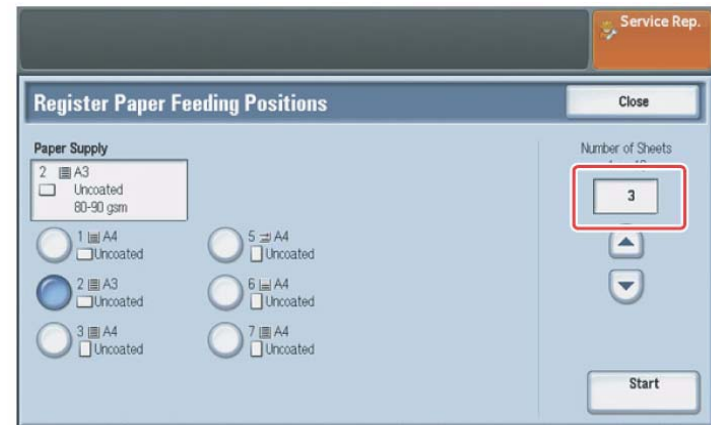 Service Rep.
Register Paper Feeding Positions
Close
Paper Supply
2 A3
Uncoated
80-90 gsm
1 A4
Uncoated
2 A3
Uncoated
3 A4
Uncoated
5 A4
Uncoated
6 A4
Uncoated
7 A4
Uncoated
Number of Sheets
3
Start